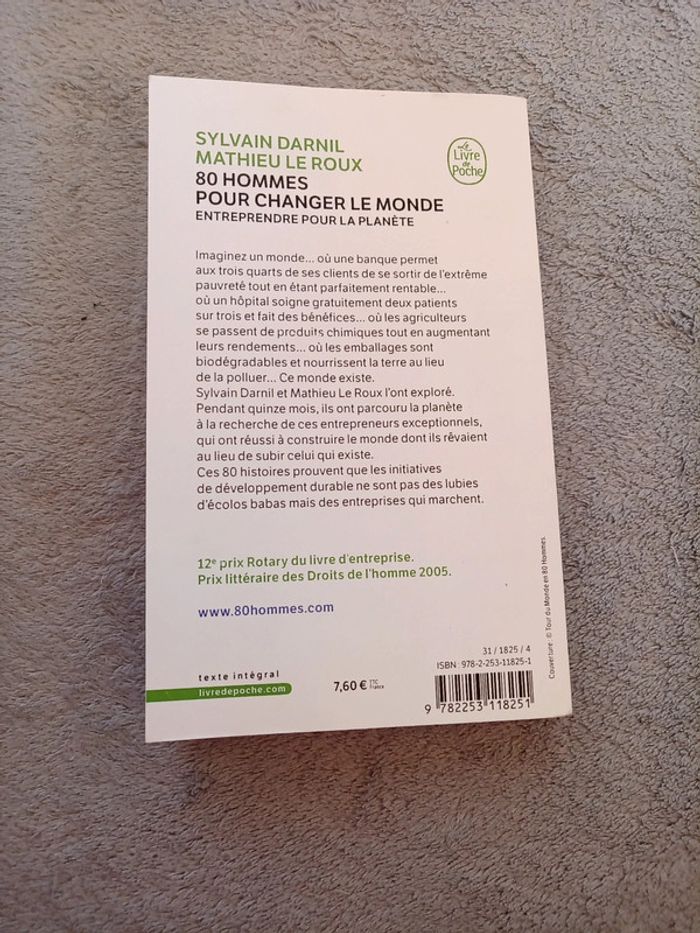 SYLVAIN DARNIL
MATHIEU LE ROUX
80 HOMMES
POUR CHANGER LE MONDE
ENTREPRENDRE POUR LA PLANÈTE
Le
Livre
de
Poche
Imaginez un monde... où une banque permet
aux trois quarts de ses clients de se sortir de l'extrême
pauvreté tout en étant parfaitement rentable...
où un hôpital soigne gratuitement deux patients
sur trois et fait des bénéfices... où les agriculteurs
se passent de produits chimiques tout en augmentant
leurs rendements... où les emballages sont
biodégradables et nourrissent la terre au lieu
de la polluer... Ce monde existe.
Sylvain Darnil et Mathieu Le Roux l'ont exploré.
Pendant quinze mois, ils ont parcouru la planète
à la recherche de ces entrepreneurs exceptionnels,
qui ont réussi à construire le monde dont ils rêvaient
au lieu de subir celui qui existe.
Ces 80 histoires prouvent que les initiatives
de développement durable ne sont pas des lubies
d'écolos babas mais des entreprises qui marchent.
12e prix Rotary du livre d'entreprise.
Prix littéraire des Droits de l'homme 2005.
www.80hommes.com
texte intégral
livredepoche.com
7,60 € TTC
France
31 / 1825 / 4
ISBN : 978-2-253-11825-1
9 782253 118251
Couverture : © Tour du Monde en 80 Hommes.